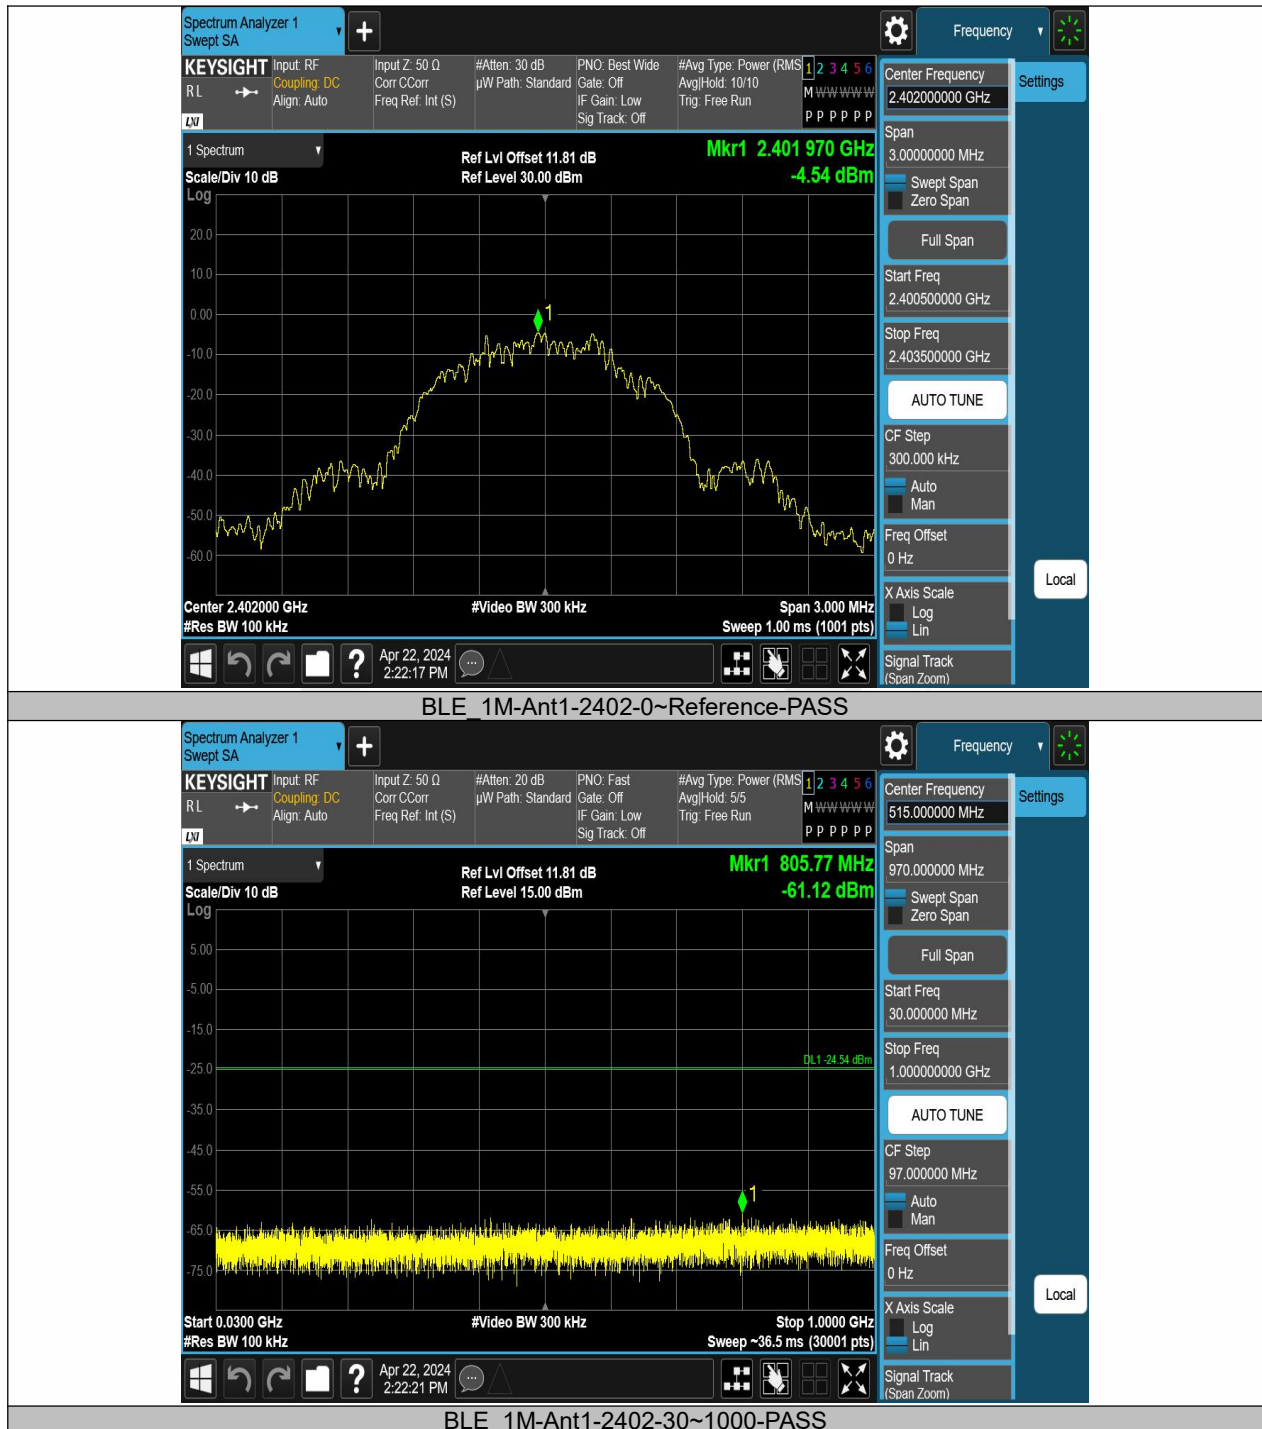 Spectrum Analyzer 1
Swept SA
+
Frequency
KEYSIGHT
RL
LXI
Input: RF
Coupling: DC
Align: Auto
Input Z: 50 Ω
Corr CCorr
Freq Ref: Int (S)
#Atten: 30 dB
µW Path: Standard
PNO: Best Wide
Gate: Off
IF Gain: Low
Sig Track: Off
#Avg Type: Power (RMS
Avg|Hold: 10/10
Trig: Free Run
1 2 3 4 5 6
M W W W W W
P P P P P P
1 Spectrum
Scale/Div 10 dB
Ref Lvl Offset 11.81 dB
Ref Level 30.00 dBm
Mkr1 2.401 970 GHz
-4.54 dBm
Log
20.0
10.0
0.00
-10.0
-20.0
-30.0
-40.0
-50.0
-60.0
1
Center 2.402000 GHz
#Res BW 100 kHz
#Video BW 300 kHz
Span 3.000 MHz
Sweep 1.00 ms (1001 pts)
?
Apr 22, 2024
2:22:17 PM
Center Frequency
2.402000000 GHz
Span
3.00000000 MHz
Swept Span
Zero Span
Full Span
Start Freq
2.400500000 GHz
Stop Freq
2.403500000 GHz
AUTO TUNE
CF Step
300.000 kHz
Auto
Man
Freq Offset
0 Hz
X Axis Scale
Log
Lin
Signal Track
(Span Zoom)
Settings
Local
BLE_1M-Ant1-2402-0~Reference-PASS
Spectrum Analyzer 1
Swept SA
+
Frequency
KEYSIGHT
RL
LXI
Input: RF
Coupling: DC
Align: Auto
Input Z: 50 Ω
Corr CCorr
Freq Ref: Int (S)
#Atten: 20 dB
µW Path: Standard
PNO: Fast
Gate: Off
IF Gain: Low
Sig Track: Off
#Avg Type: Power (RMS
Avg|Hold: 5/5
Trig: Free Run
1 2 3 4 5 6
M W W W W W
P P P P P P
1 Spectrum
Scale/Div 10 dB
Ref Lvl Offset 11.81 dB
Ref Level 15.00 dBm
Mkr1 805.77 MHz
-61.12 dBm
Log
5.00
-5.00
-15.0
-25.0
-35.0
-45.0
-55.0
-65.0
-75.0
DL1 -24.54 dBm
1
Start 0.0300 GHz
#Res BW 100 kHz
#Video BW 300 kHz
Stop 1.0000 GHz
Sweep ~36.5 ms (30001 pts)
?
Apr 22, 2024
2:22:21 PM
Center Frequency
515.000000 MHz
Span
970.000000 MHz
Swept Span
Zero Span
Full Span
Start Freq
30.000000 MHz
Stop Freq
1.000000000 GHz
AUTO TUNE
CF Step
97.000000 MHz
Auto
Man
Freq Offset
0 Hz
X Axis Scale
Log
Lin
Signal Track
(Span Zoom)
Settings
Local
BLE_1M-Ant1-2402-30~1000-PASS